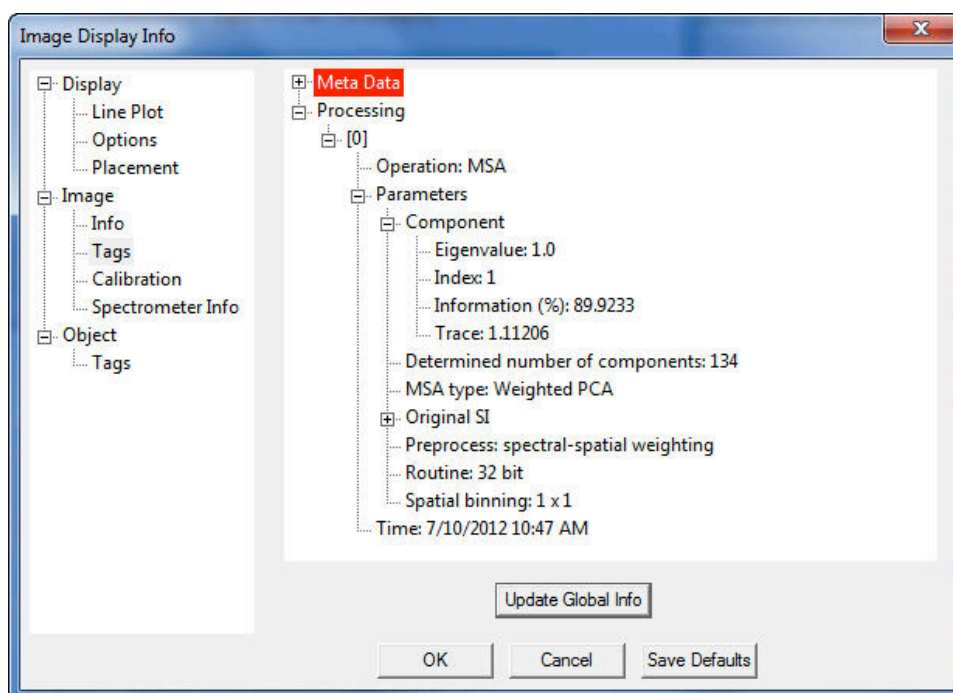 Image Display Info
Display
Line Plot
Options
Placement
Image
Info
Tags
Calibration
Spectrometer Info
Object
Tags
Meta Data
Processing
[0]
Operation: MSA
Parameters
Component
Eigenvalue: 1.0
Index: 1
Information (%): 89.9233
Trace: 1.11206
Determined number of components: 134
MSA type: Weighted PCA
Original SI
Preprocess: spectral-spatial weighting
Routine: 32 bit
Spatial binning: 1 x 1
Time: 7/10/2012 10:47 AM
Update Global Info
OK Cancel Save Defaults